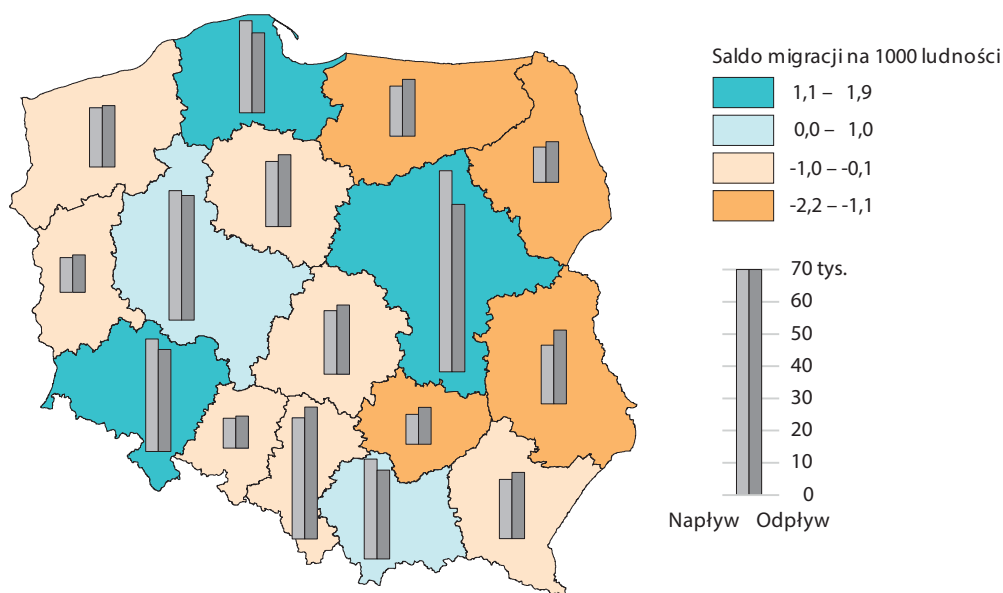 Saldo migracji na 1000 ludności
1,1 – 1,9
0,0 – 1,0
-1,0 – -0,1
-2,2 – -1,1
70 tys.
60
50
40
30
20
10
0
Napływ Odpływ